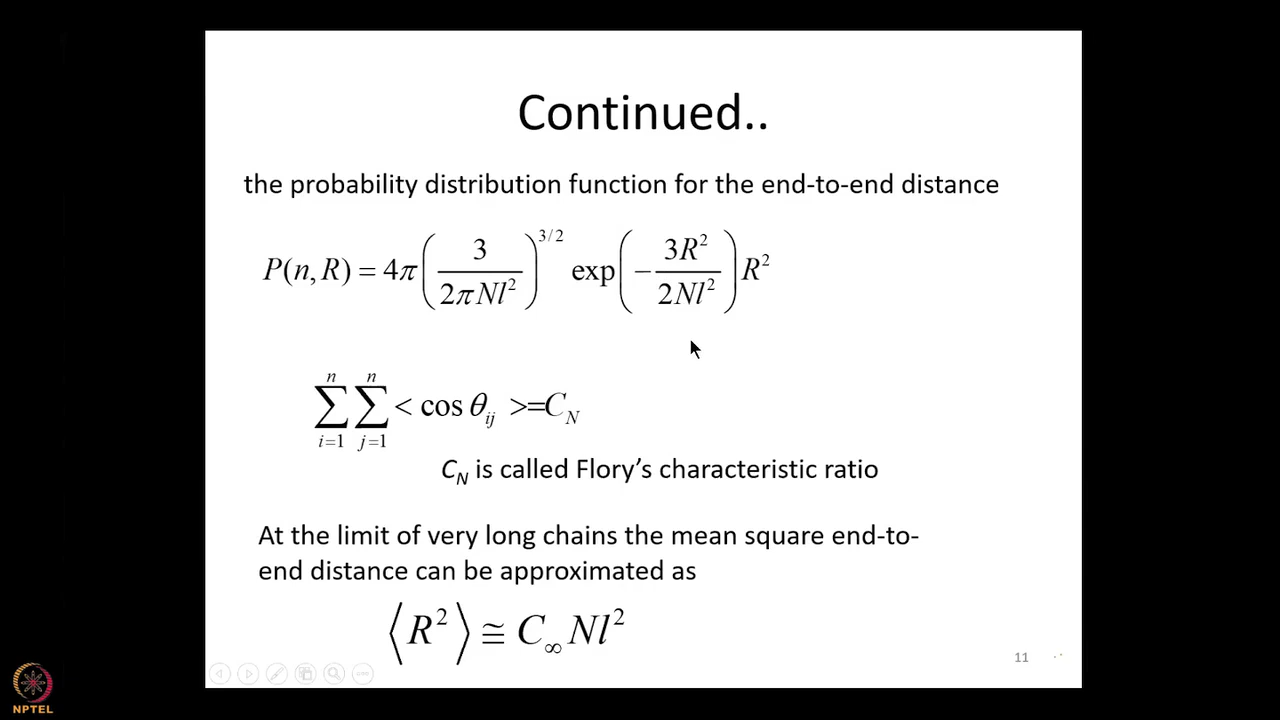 Continued..
the probability distribution function for the end-to-end distance
P(n, R) = 4π (3 / 2πNl²)^3/2 exp(− 3R² / 2Nl²) R²
∑_{i=1}^{n} ∑_{j=1}^{n} < cos θ_ij >=C_N
C_N is called Flory's characteristic ratio
At the limit of very long chains the mean square end-to-
end distance can be approximated as
⟨R²⟩ ≅ C_∞ Nl²
11
NPTEL